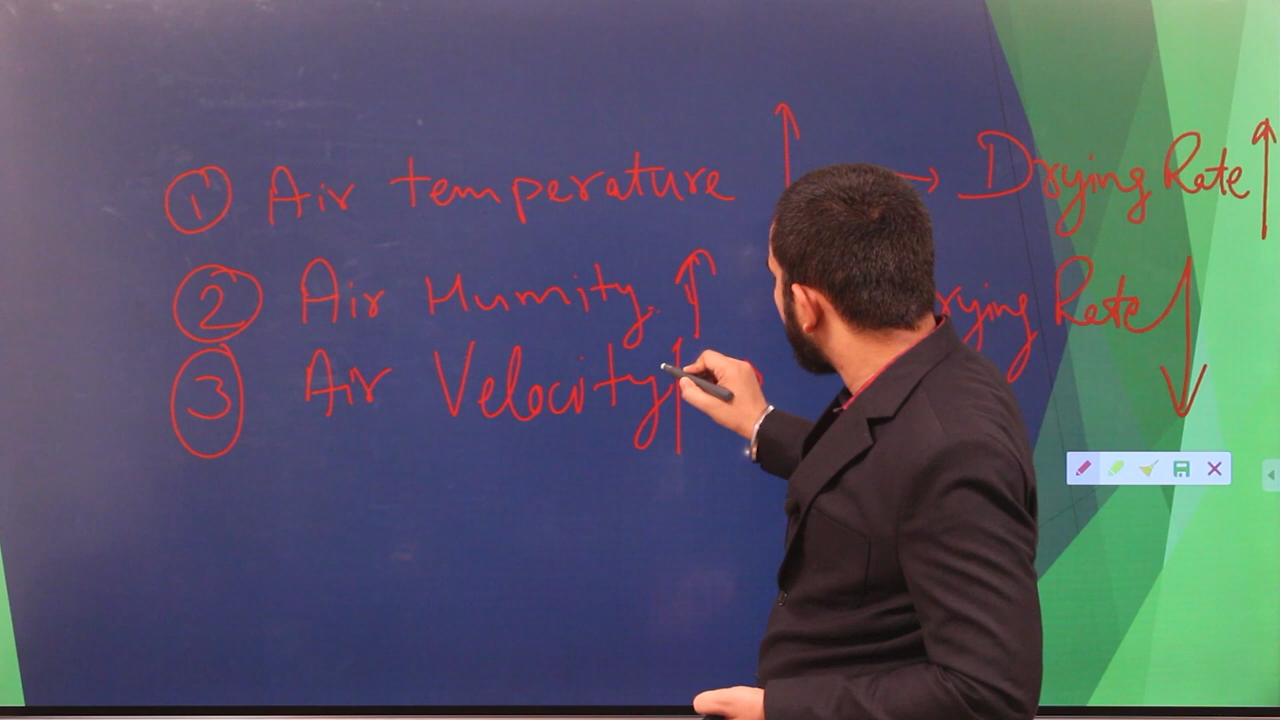 ① Air temperature ↑ → Drying Rate ↑
② Air Humity. ↑ rying Rate ↓
③ Air Velocity ↑